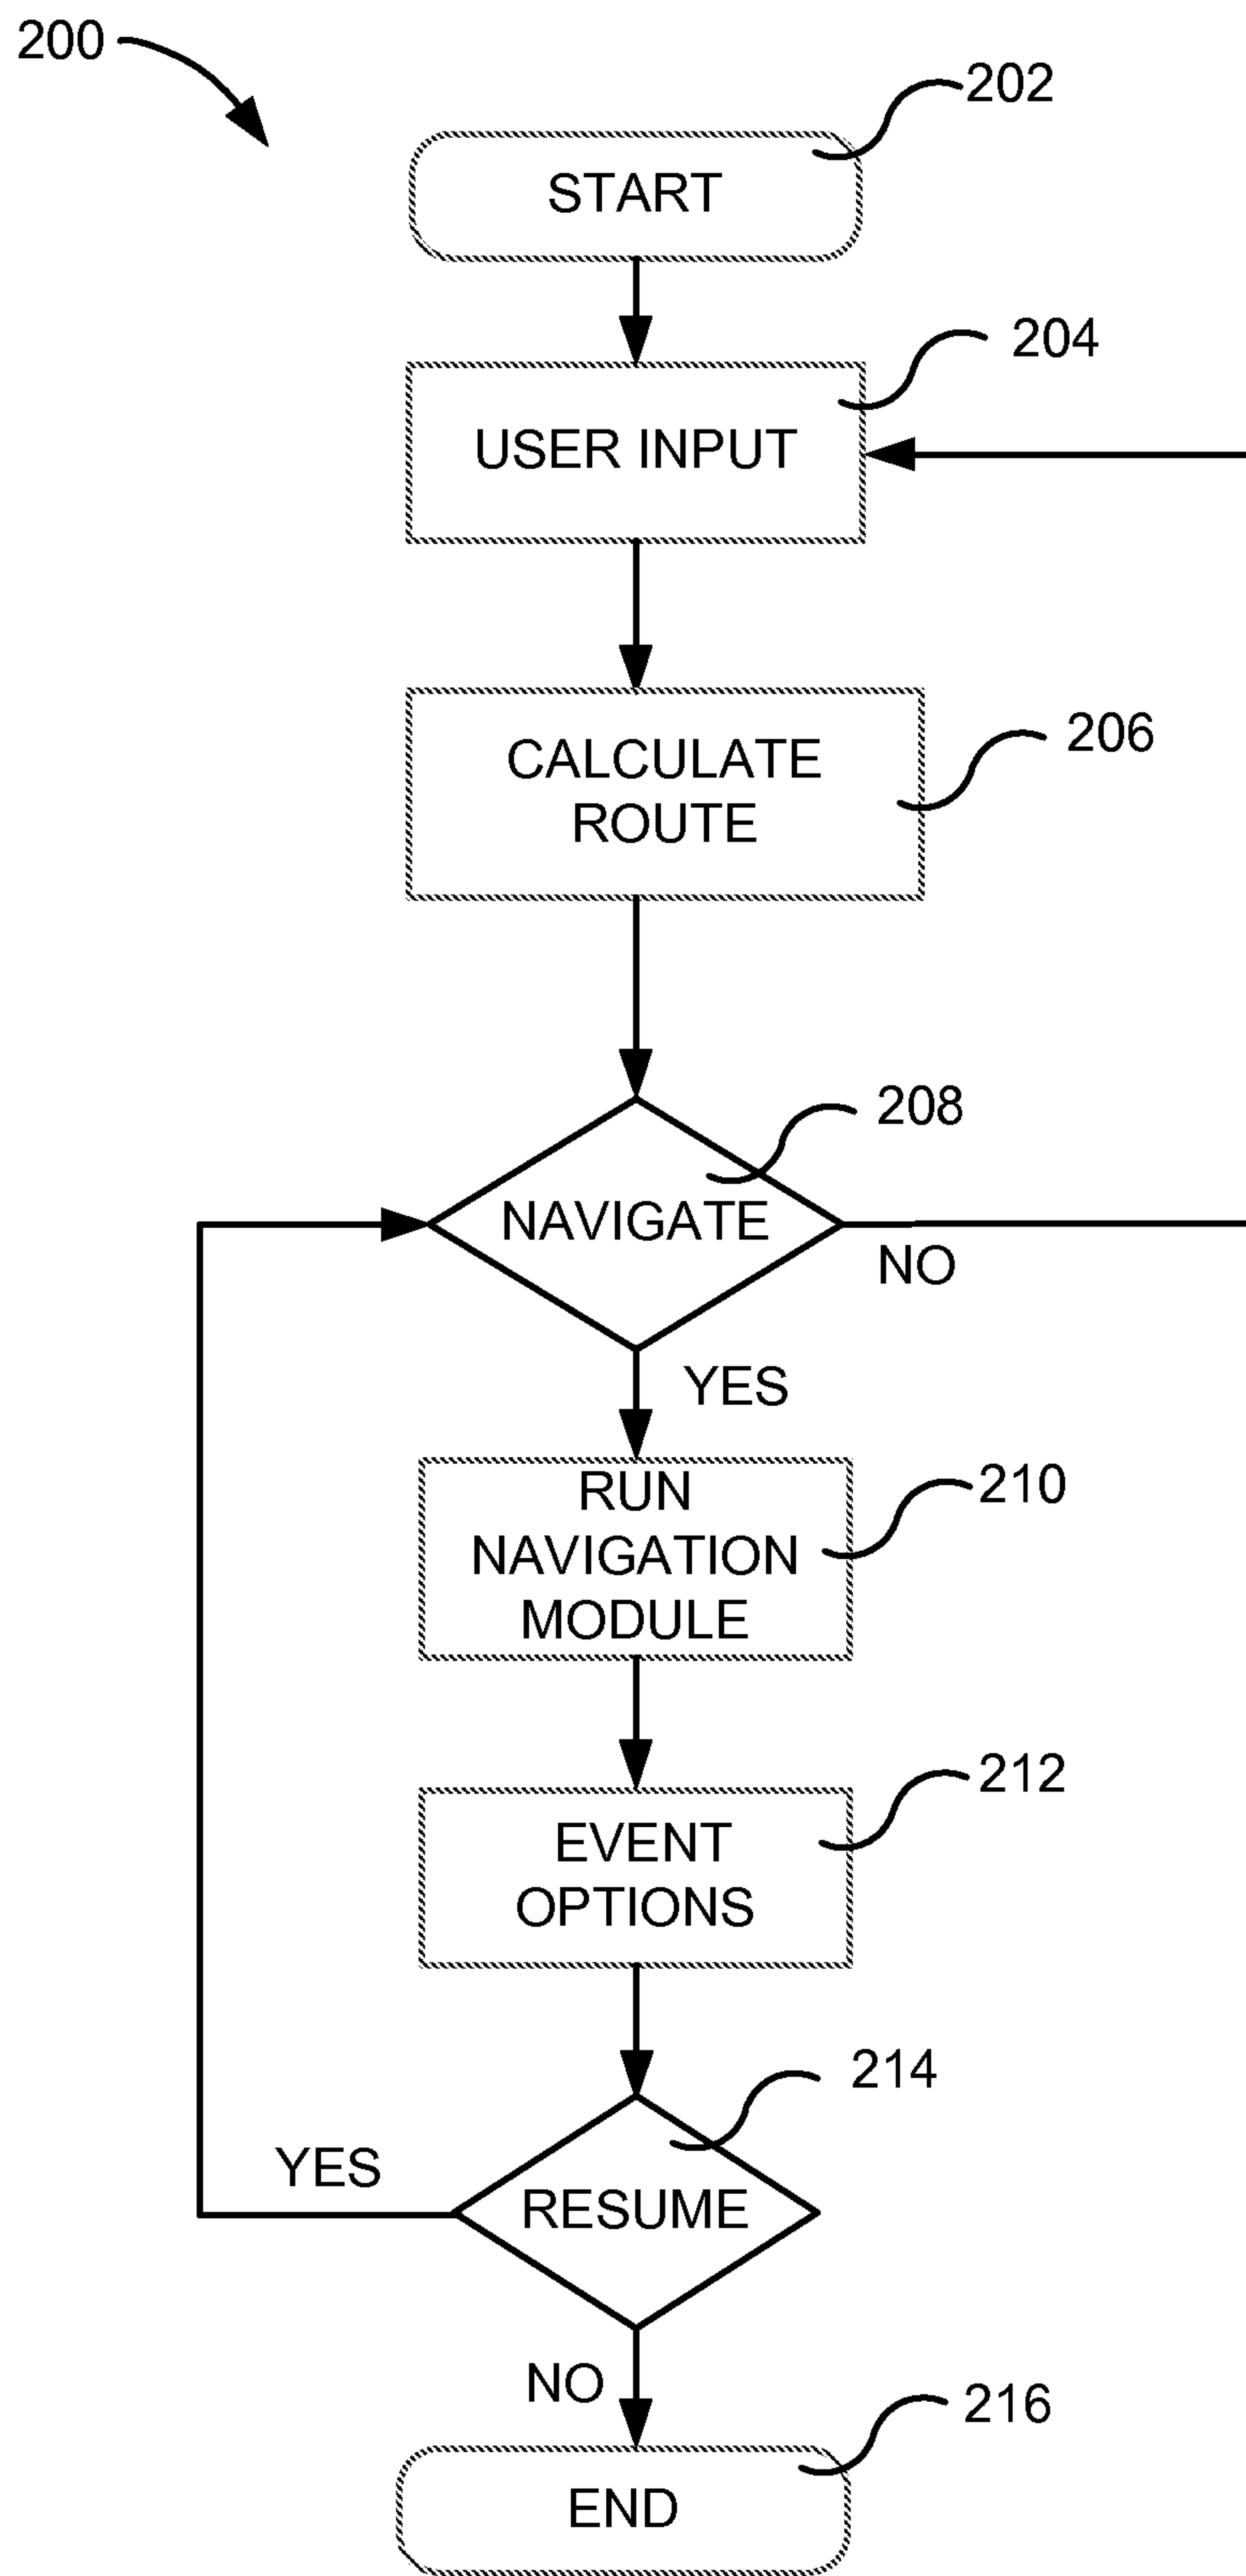 200
202
START
204
USER INPUT
206
CALCULATE
ROUTE
208
NAVIGATE
NO
YES
210
RUN
NAVIGATION
MODULE
212
EVENT
OPTIONS
214
YES
RESUME
NO
216
END